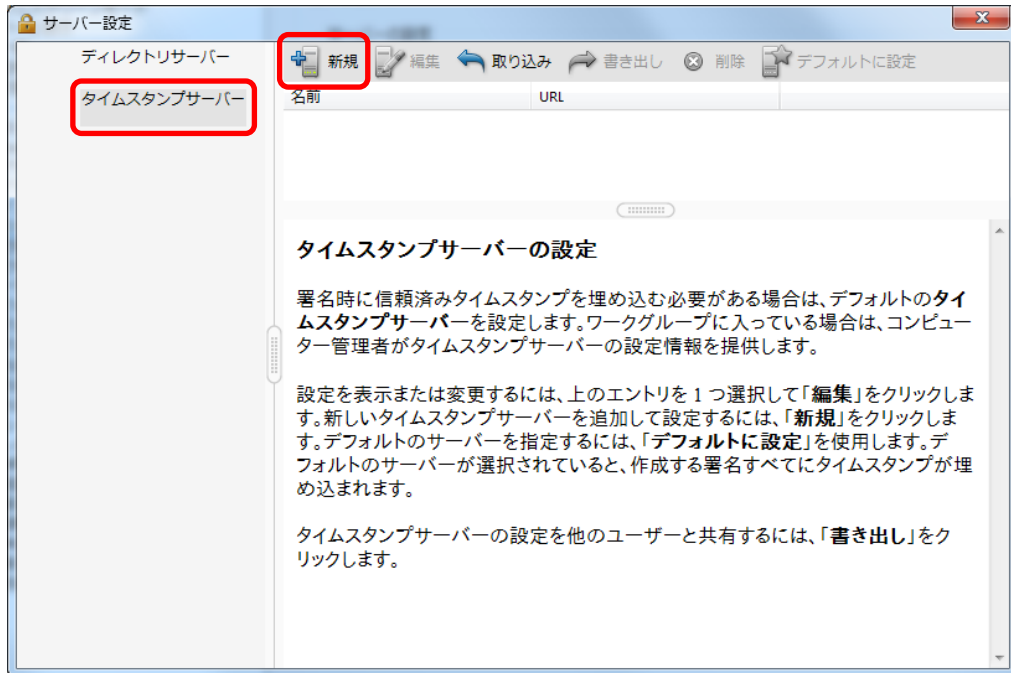 サーバー設定
ディレクトリサーバー
タイムスタンプサーバー
新規 編集 取り込み 書き出し 削除 デフォルトに設定
名前 URL
タイムスタンプサーバーの設定
署名時に信頼済みタイムスタンプを埋め込む必要がある場合は、デフォルトのタイ
ムスタンプサーバーを設定します。ワークグループに入っている場合は、コンピュー
ター管理者がタイムスタンプサーバーの設定情報を提供します。
設定を表示または変更するには、上のエントリを 1 つ選択して「編集」をクリックしま
す。新しいタイムスタンプサーバーを追加して設定するには、「新規」をクリックしま
す。デフォルトのサーバーを指定するには、「デフォルトに設定」を使用します。デ
フォルトのサーバーが選択されていると、作成する署名すべてにタイムスタンプが埋
め込まれます。
タイムスタンプサーバーの設定を他のユーザーと共有するには、「書き出し」をク
リックします。